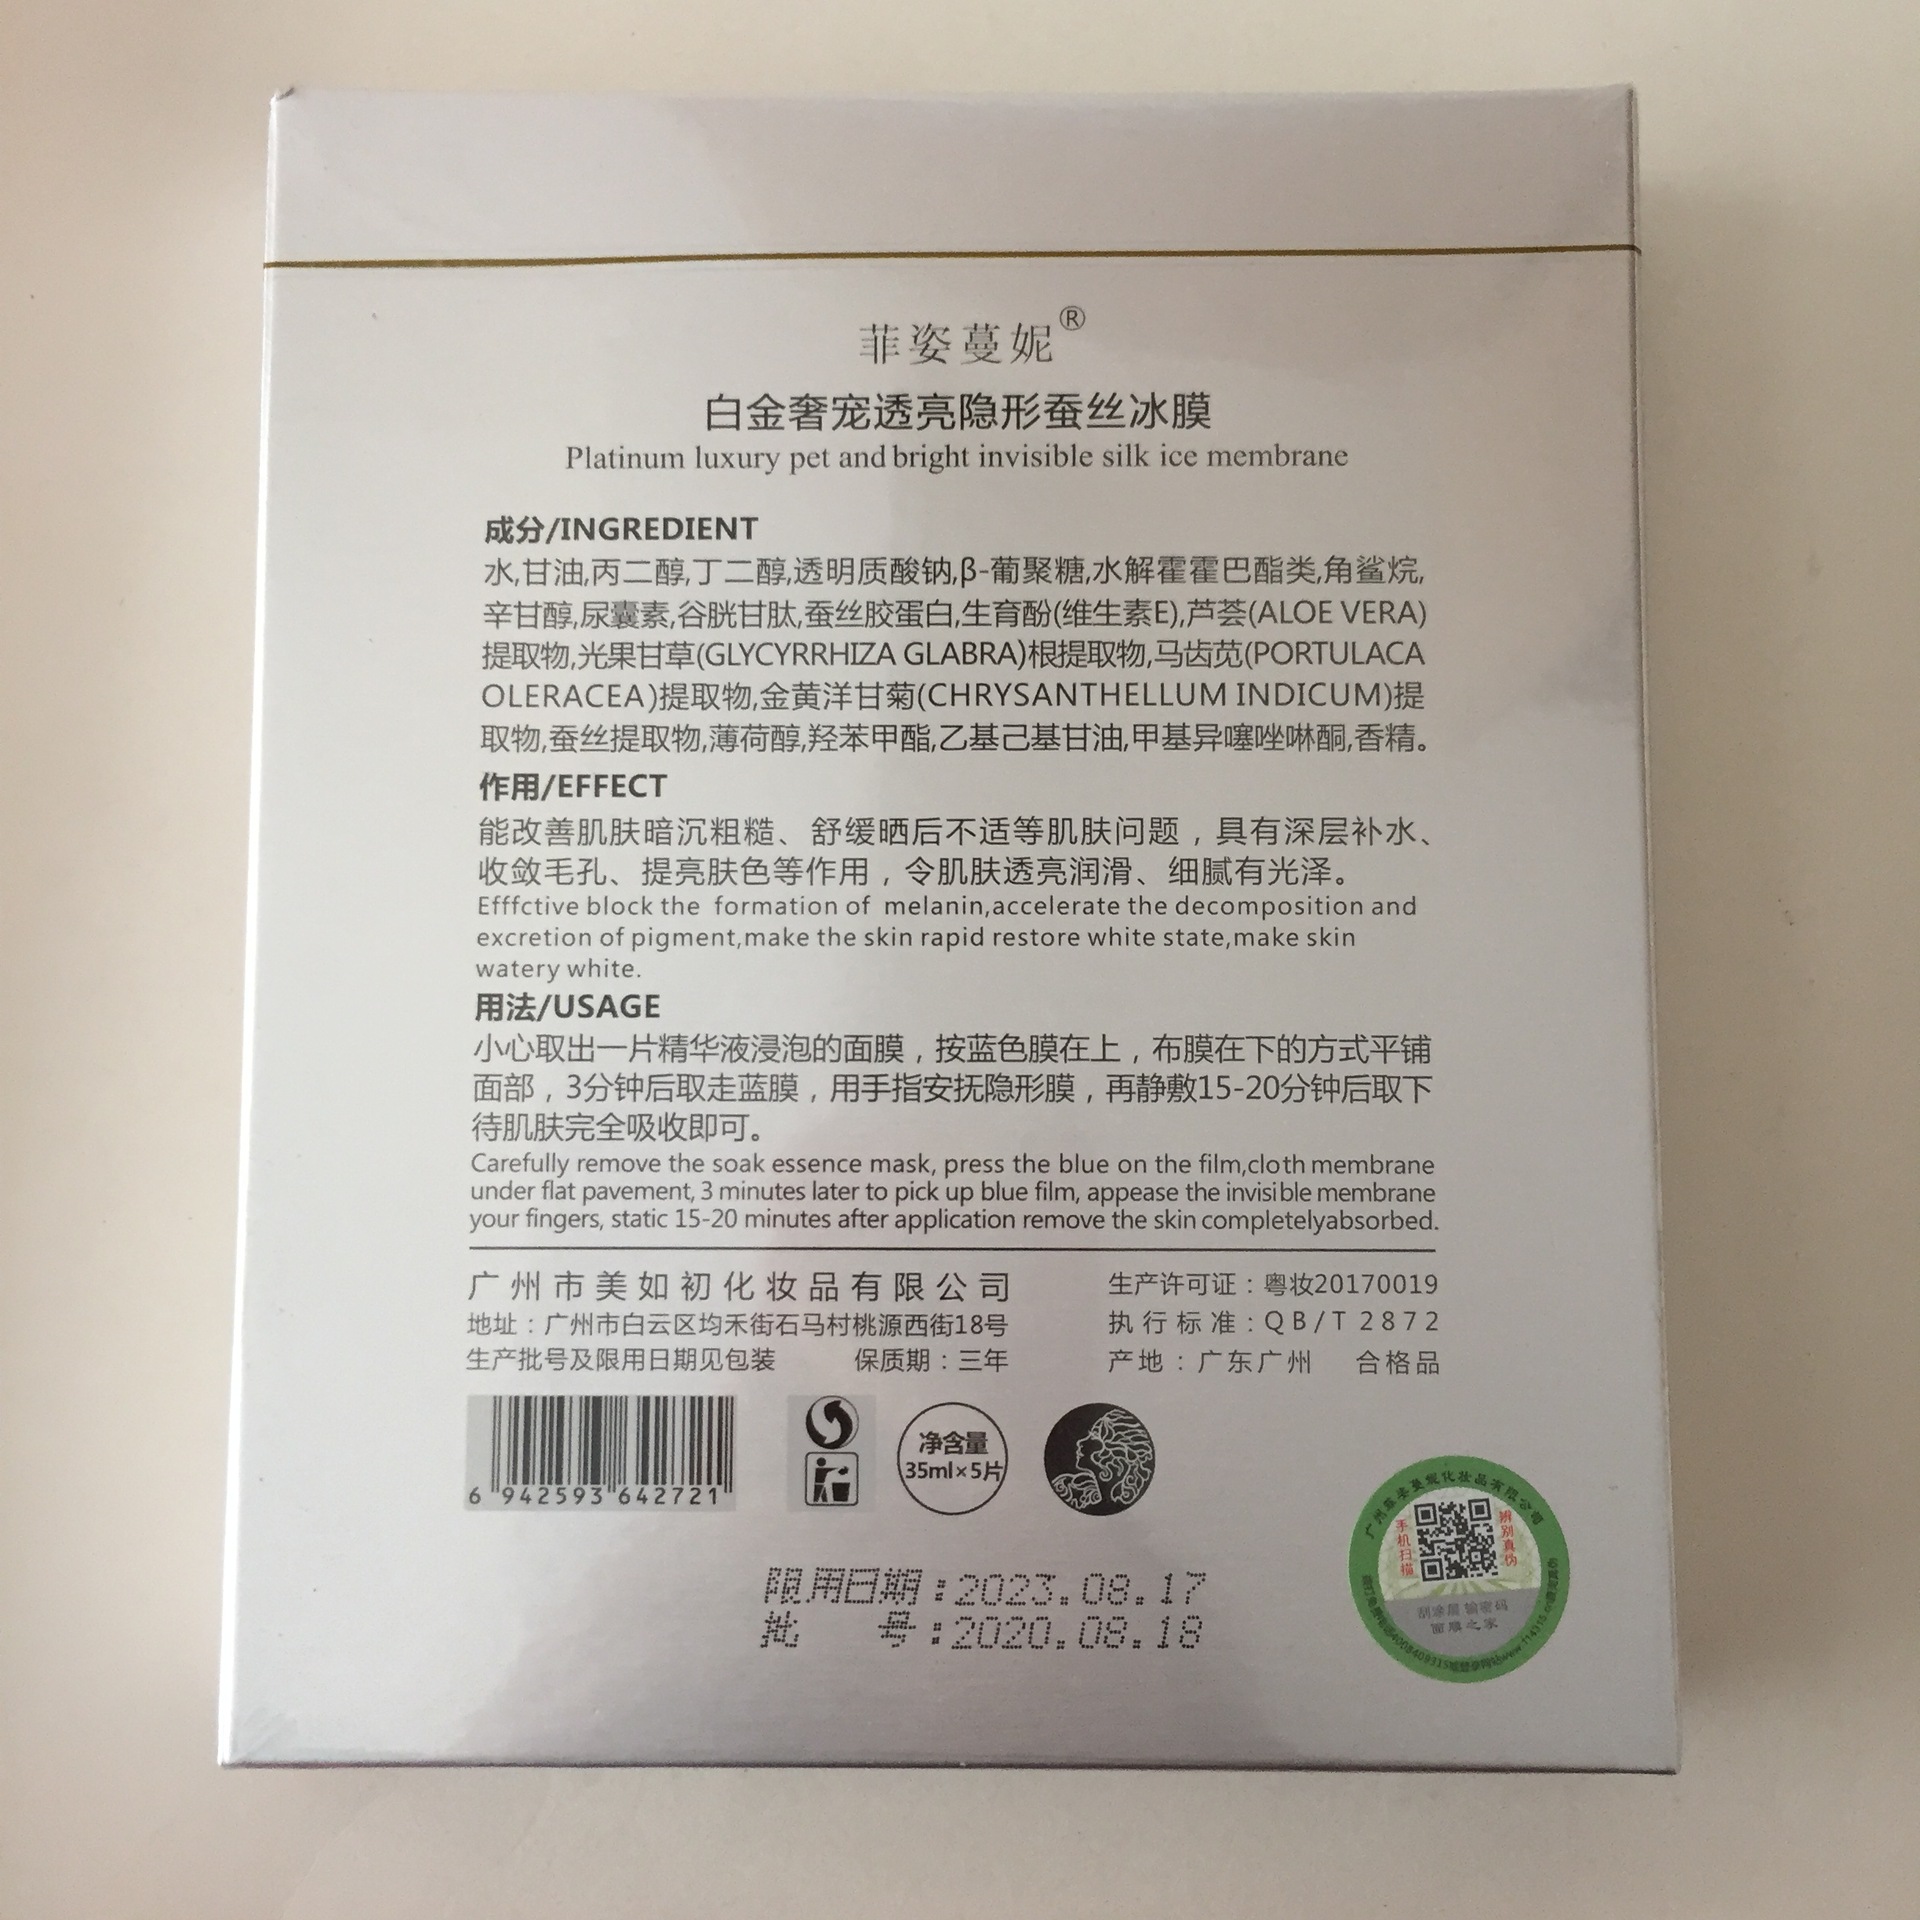 菲姿蔓妮®
白金奢宠透亮隐形蚕丝冰膜
Platinum luxury pet and bright invisible silk ice membrane
成分/INGREDIENT
水,甘油,丙二醇,丁二醇,透明质酸钠,β-葡聚糖,水解霍霍巴酯类,角鲨烷,
辛甘醇,尿囊素,谷胱甘肽,蚕丝胶蛋白,生育酚(维生素E),芦荟(ALOE VERA)
提取物,光果甘草(GLYCYRRHIZA GLABRA)根提取物,马齿苋(PORTULACA
OLERACEA)提取物,金黄洋甘菊(CHRYSANTHELLUM INDICUM)提
取物,蚕丝提取物,薄荷醇,羟苯甲酯,乙基己基甘油,甲基异噻唑啉酮,香精。
作用/EFFECT
能改善肌肤暗沉粗糙、舒缓晒后不适等肌肤问题，具有深层补水、
收敛毛孔、提亮肤色等作用，令肌肤透亮润滑、细腻有光泽。
Efffctive block the formation of melanin,accelerate the decomposition and
excretion of pigment,make the skin rapid restore white state,make skin
watery white.
用法/USAGE
小心取出一片精华液浸泡的面膜，按蓝色膜在上，布膜在下的方式平铺
面部，3分钟后取走蓝膜，用手指安抚隐形膜，再静敷15-20分钟后取下
待肌肤完全吸收即可。
Carefully remove the soak essence mask, press the blue on the film,cloth membrane
under flat pavement, 3 minutes later to pick up blue film, appease the invisible membrane
your fingers, static 15-20 minutes after application remove the skin completelyabsorbed.
广州市美如初化妆品有限公司
地址：广州市白云区均禾街石马村桃源西街18号
生产批号及限用日期见包装 保质期：三年
生产许可证：粤妆20170019
执行标准：QB/T 2872
产地：广东广州 合格品
6 942593 642721
净含量
35ml×5片
广州菲姿蔓妮化妆品有限公司
手机扫描
辨别真伪
刮涂层 输密码
面膜之家
限用日期:2023.08.17
批 号:2020.08.18